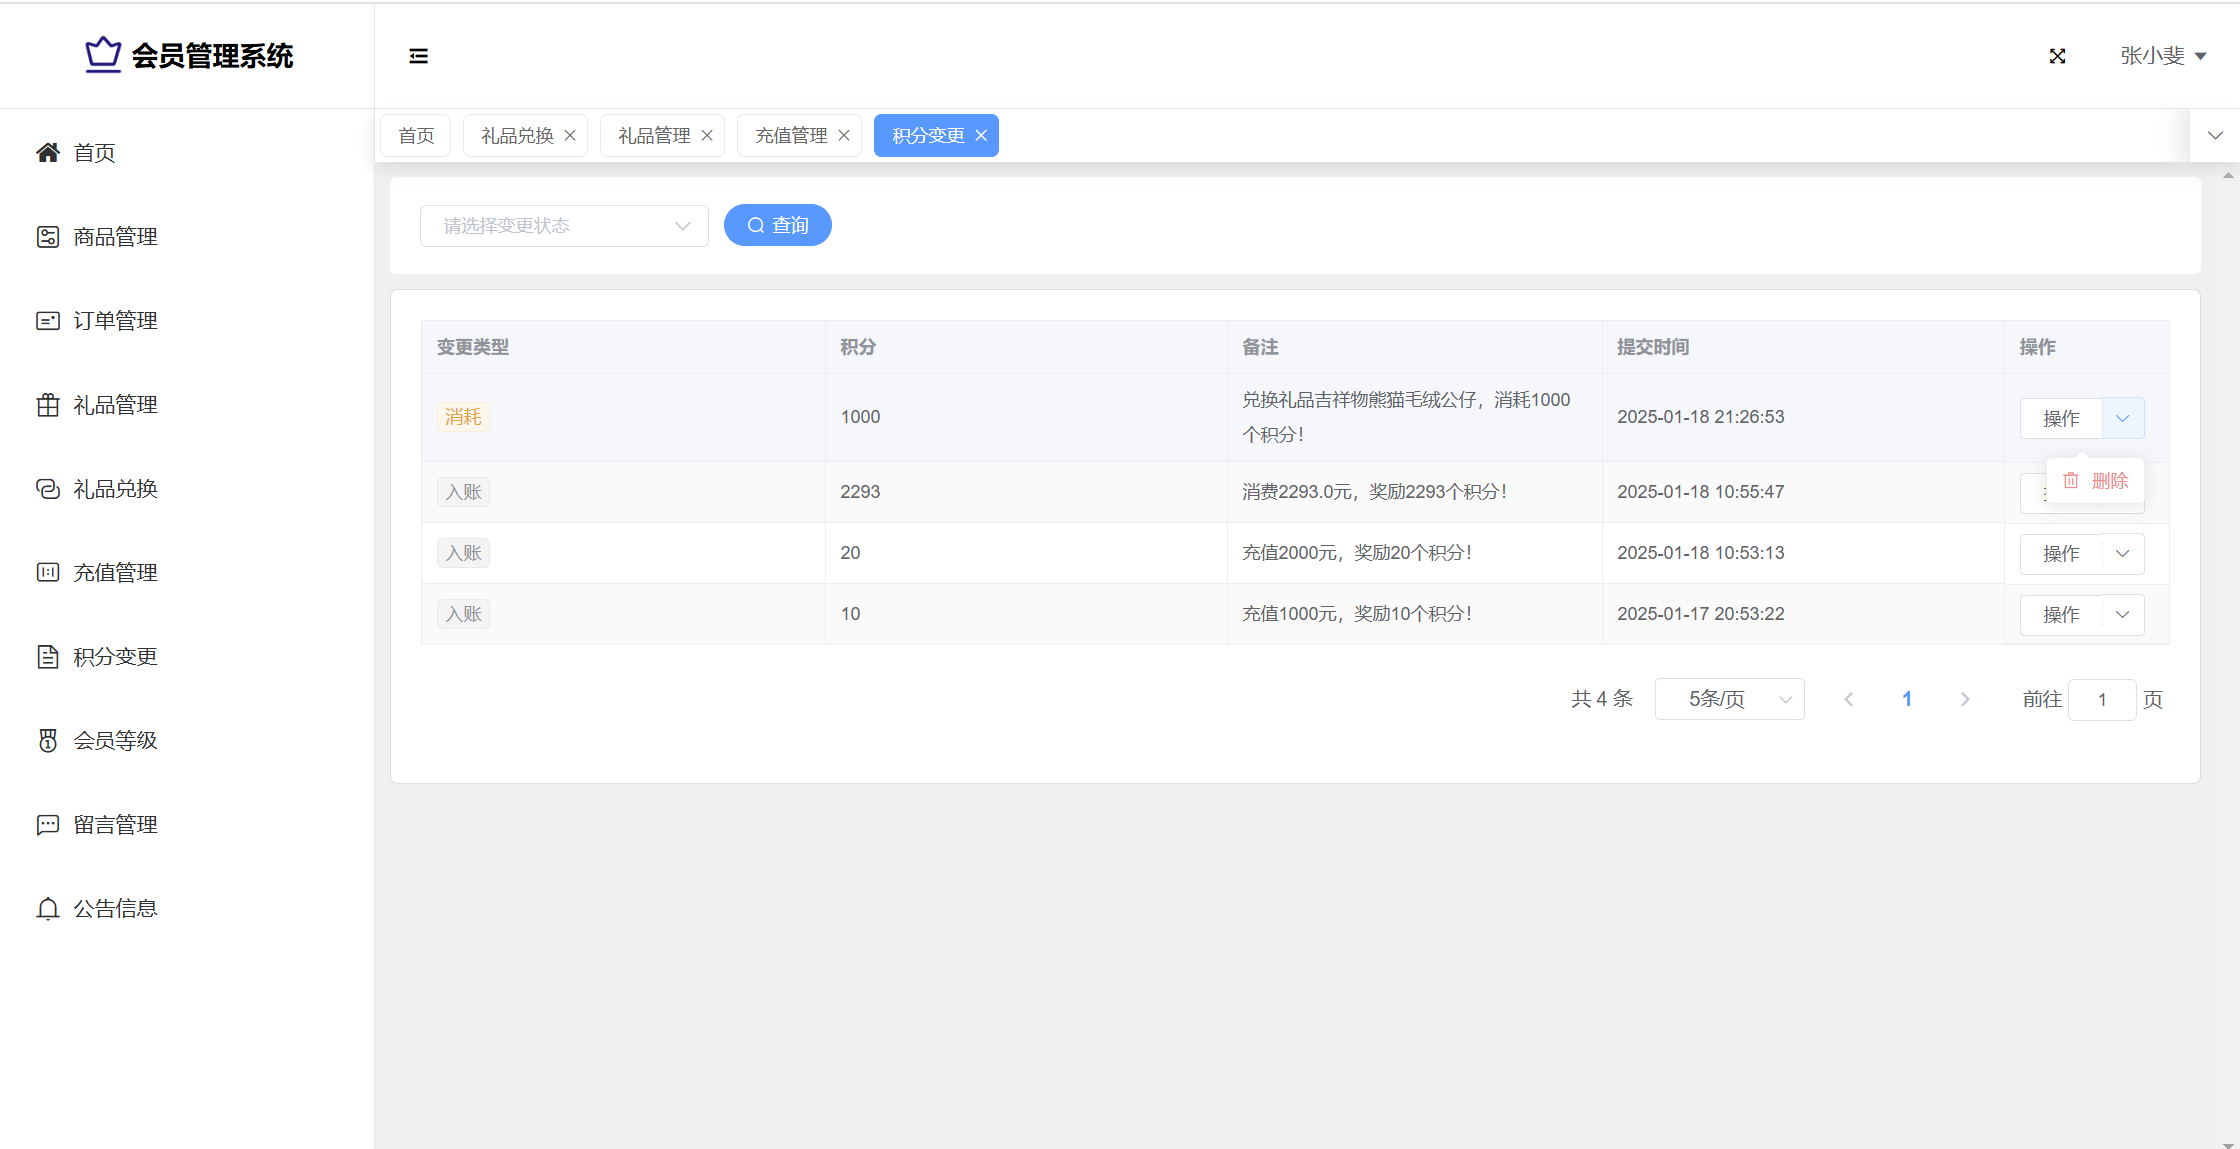 会员管理系统
张小斐
首页
商品管理
订单管理
礼品管理
礼品兑换
充值管理
积分变更
会员等级
留言管理
公告信息
首页 礼品兑换 礼品管理 充值管理 积分变更
请选择变更状态 查询
变更类型 积分 备注 提交时间 操作
消耗 1000 兑换礼品吉祥物熊猫毛绒公仔，消耗1000个积分！ 2025-01-18 21:26:53 操作
删除
入账 2293 消费2293.0元，奖励2293个积分！ 2025-01-18 10:55:47
入账 20 充值2000元，奖励20个积分！ 2025-01-18 10:53:13 操作
入账 10 充值1000元，奖励10个积分！ 2025-01-17 20:53:22 操作
共 4 条 5条/页 1 前往 1 页